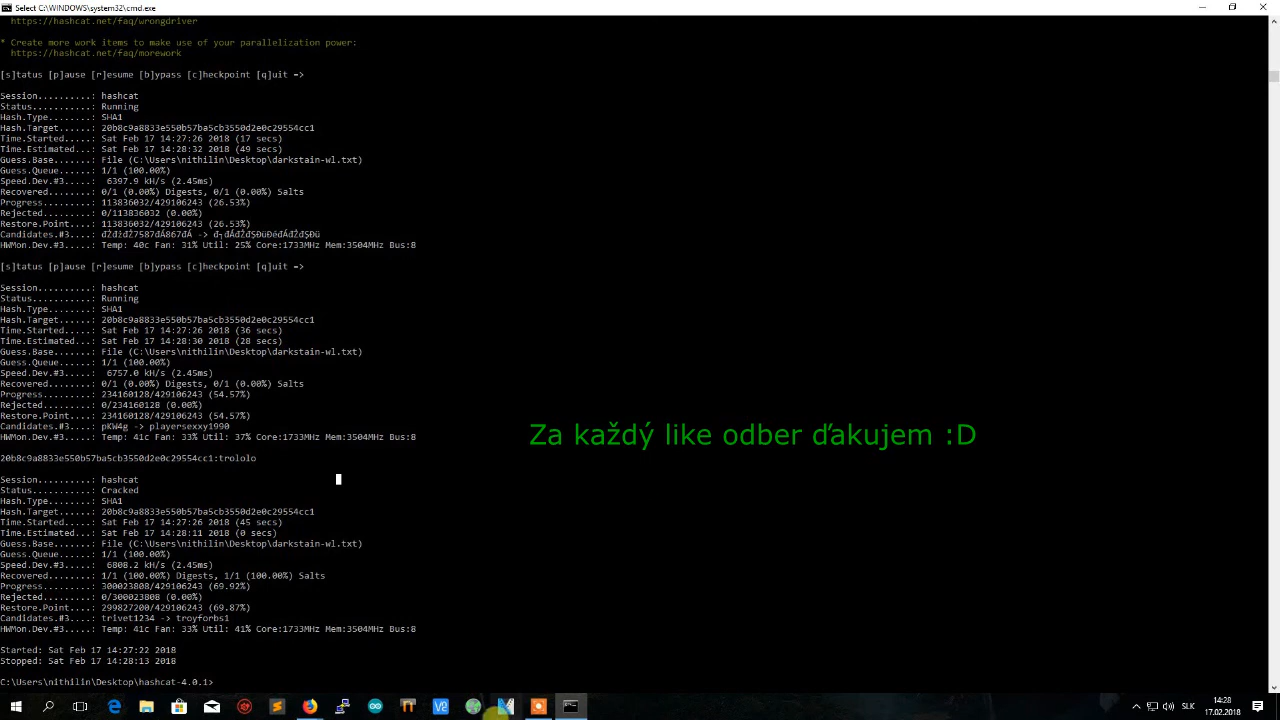 Select C:\WINDOWS\system32\cmd.exe
https://hashcat.net/faq/wrongdriver
* Create more work items to make use of your parallelization power:
https://hashcat.net/faq/morework
[s]tatus [p]ause [r]esume [b]ypass [c]heckpoint [q]uit =>
Session..........: hashcat
Status...........: Running
Hash.Type........: SHA1
Hash.Target......: 20b8c9a8833e550b57ba5cb3550d2e0c29554cc1
Time.Started.....: Sat Feb 17 14:27:26 2018 (17 secs)
Time.Estimated...: Sat Feb 17 14:28:32 2018 (49 secs)
Guess.Base.......: File (C:\Users\nithilin\Desktop\darkstain-wl.txt)
Guess.Queue......: 1/1 (100.00%)
Speed.Dev.#3.....: 6397.9 kH/s (2.45ms)
Recovered........: 0/1 (0.00%) Digests, 0/1 (0.00%) Salts
Progress.........: 113836032/429106243 (26.53%)
Rejected.........: 0/113836032 (0.00%)
Restore.Point....: 113836032/429106243 (26.53%)
Candidates.#3....: ->
HWMon.Dev.#3.....: Temp: 40c Fan: 31% Util: 25% Core:1733MHz Mem:3504MHz Bus:8
[s]tatus [p]ause [r]esume [b]ypass [c]heckpoint [q]uit =>
Session..........: hashcat
Status...........: Running
Hash.Type........: SHA1
Hash.Target......: 20b8c9a8833e550b57ba5cb3550d2e0c29554cc1
Time.Started.....: Sat Feb 17 14:27:26 2018 (36 secs)
Time.Estimated...: Sat Feb 17 14:28:30 2018 (28 secs)
Guess.Base.......: File (C:\Users\nithilin\Desktop\darkstain-wl.txt)
Guess.Queue......: 1/1 (100.00%)
Speed.Dev.#3.....: 6757.0 kH/s (2.45ms)
Recovered........: 0/1 (0.00%) Digests, 0/1 (0.00%) Salts
Progress.........: 234160128/429106243 (54.57%)
Rejected.........: 0/234160128 (0.00%)
Restore.Point....: 234160128/429106243 (54.57%)
Candidates.#3....: pKW4g -> playersexxy1990
HWMon.Dev.#3.....: Temp: 41c Fan: 33% Util: 37% Core:1733MHz Mem:3504MHz Bus:8
Za každý like odber ďakujem :D
20b8c9a8833e550b57ba5cb3550d2e0c29554cc1:trololo
Session..........: hashcat
Status...........: Cracked
Hash.Type........: SHA1
Hash.Target......: 20b8c9a8833e550b57ba5cb3550d2e0c29554cc1
Time.Started.....: Sat Feb 17 14:27:26 2018 (45 secs)
Time.Estimated...: Sat Feb 17 14:28:11 2018 (0 secs)
Guess.Base.......: File (C:\Users\nithilin\Desktop\darkstain-wl.txt)
Guess.Queue......: 1/1 (100.00%)
Speed.Dev.#3.....: 6808.2 kH/s (2.45ms)
Recovered........: 1/1 (100.00%) Digests, 1/1 (100.00%) Salts
Progress.........: 300023808/429106243 (69.92%)
Rejected.........: 0/300023808 (0.00%)
Restore.Point....: 299827200/429106243 (69.87%)
Candidates.#3....: trivet1234 -> troyforbs1
HWMon.Dev.#3.....: Temp: 41c Fan: 33% Util: 41% Core:1733MHz Mem:3504MHz Bus:8
Started: Sat Feb 17 14:27:22 2018
Stopped: Sat Feb 17 14:28:13 2018
C:\Users\nithilin\Desktop\hashcat-4.0.1>
SLK
14:28
17.02.2018